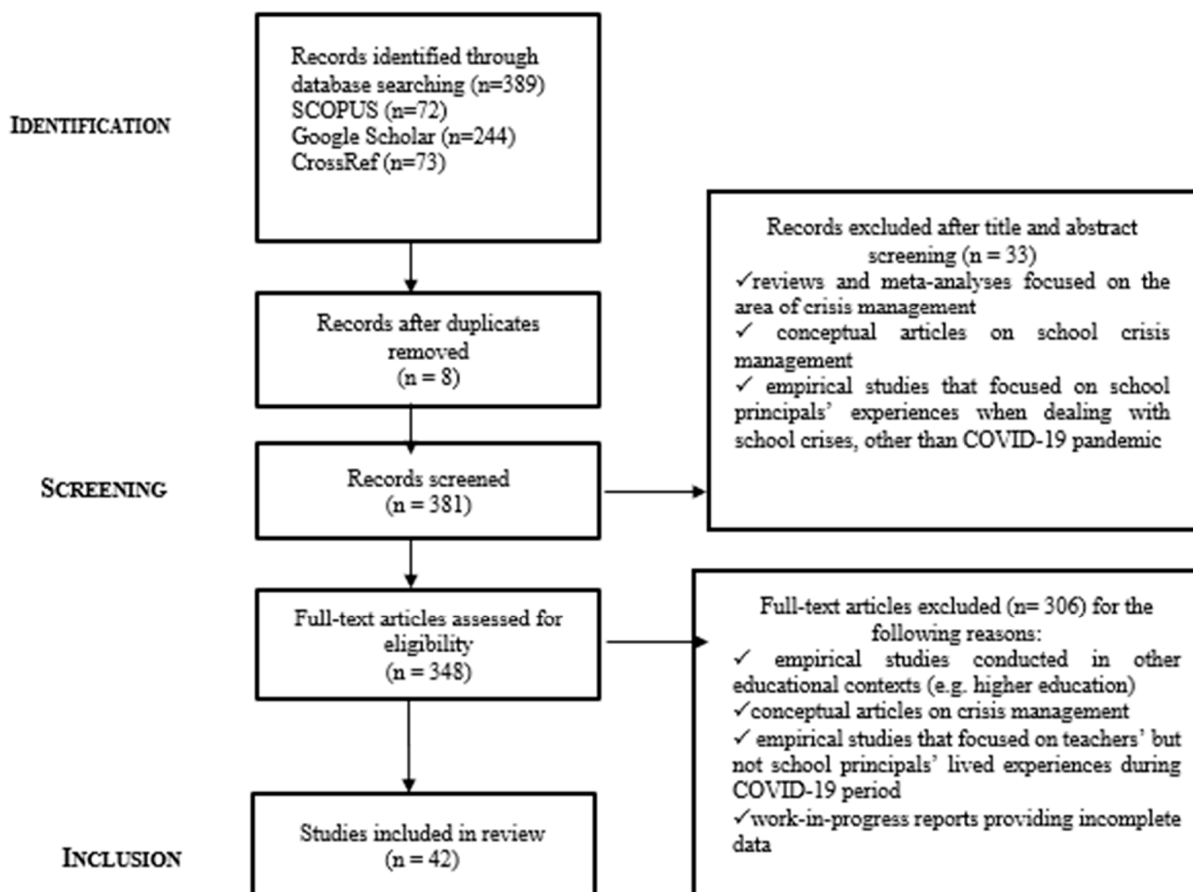 IDENTIFICATION
Records identified through
database searching (n=389)
SCOPUS (n=72)
Google Scholar (n=244)
CrossRef (n=73)
Records after duplicates
removed
(n = 8)
SCREENING
Records screened
(n = 381)
Records excluded after title and abstract
screening (n = 33)
✓reviews and meta-analyses focused on the
area of crisis management
✓ conceptual articles on school crisis
management
✓ empirical studies that focused on school
principals’ experiences when dealing with
school crises, other than COVID-19 pandemic
Full-text articles assessed for
eligibility
(n = 348)
Full-text articles excluded (n= 306) for the
following reasons:
✓ empirical studies conducted in other
educational contexts (e.g. higher education)
✓conceptual articles on crisis management
✓ empirical studies that focused on teachers’ but
not school principals’ lived experiences during
COVID-19 period
✓work-in-progress reports providing incomplete
data
INCLUSION
Studies included in review
(n = 42)